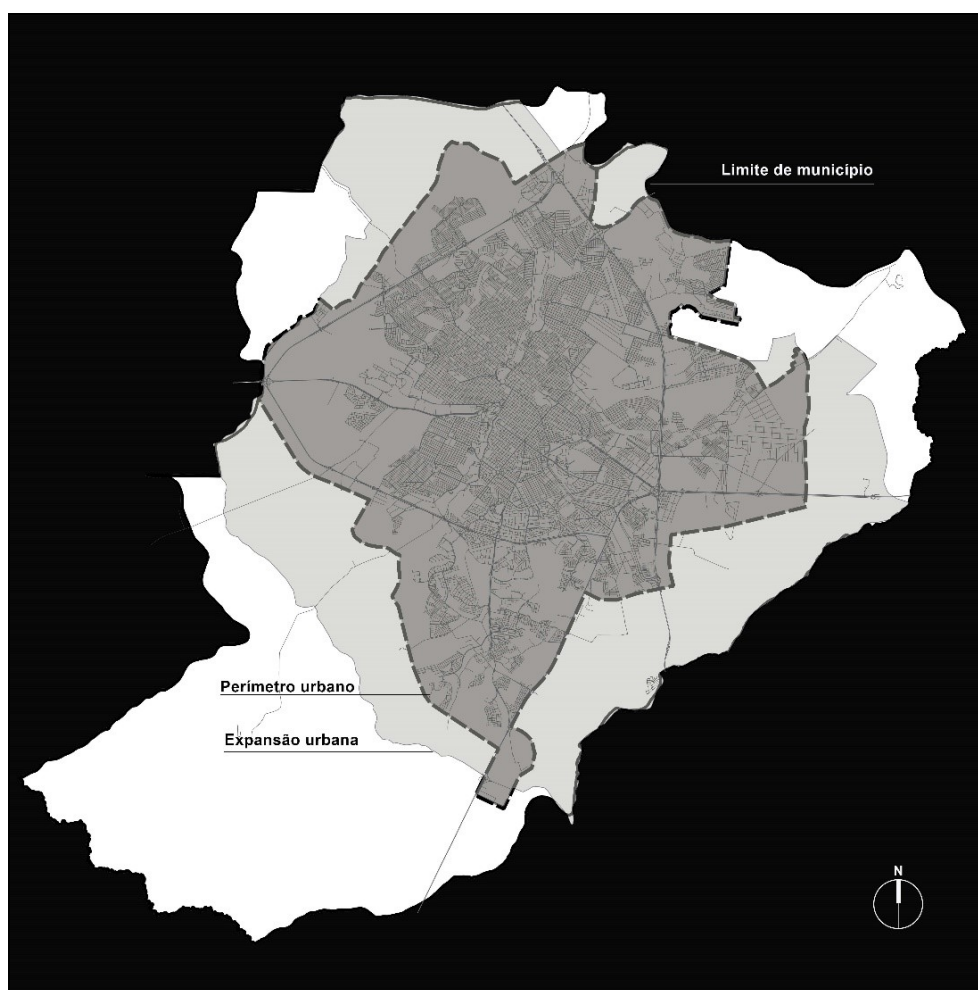 Limite de município
Perímetro urbano
Expansão urbana
N